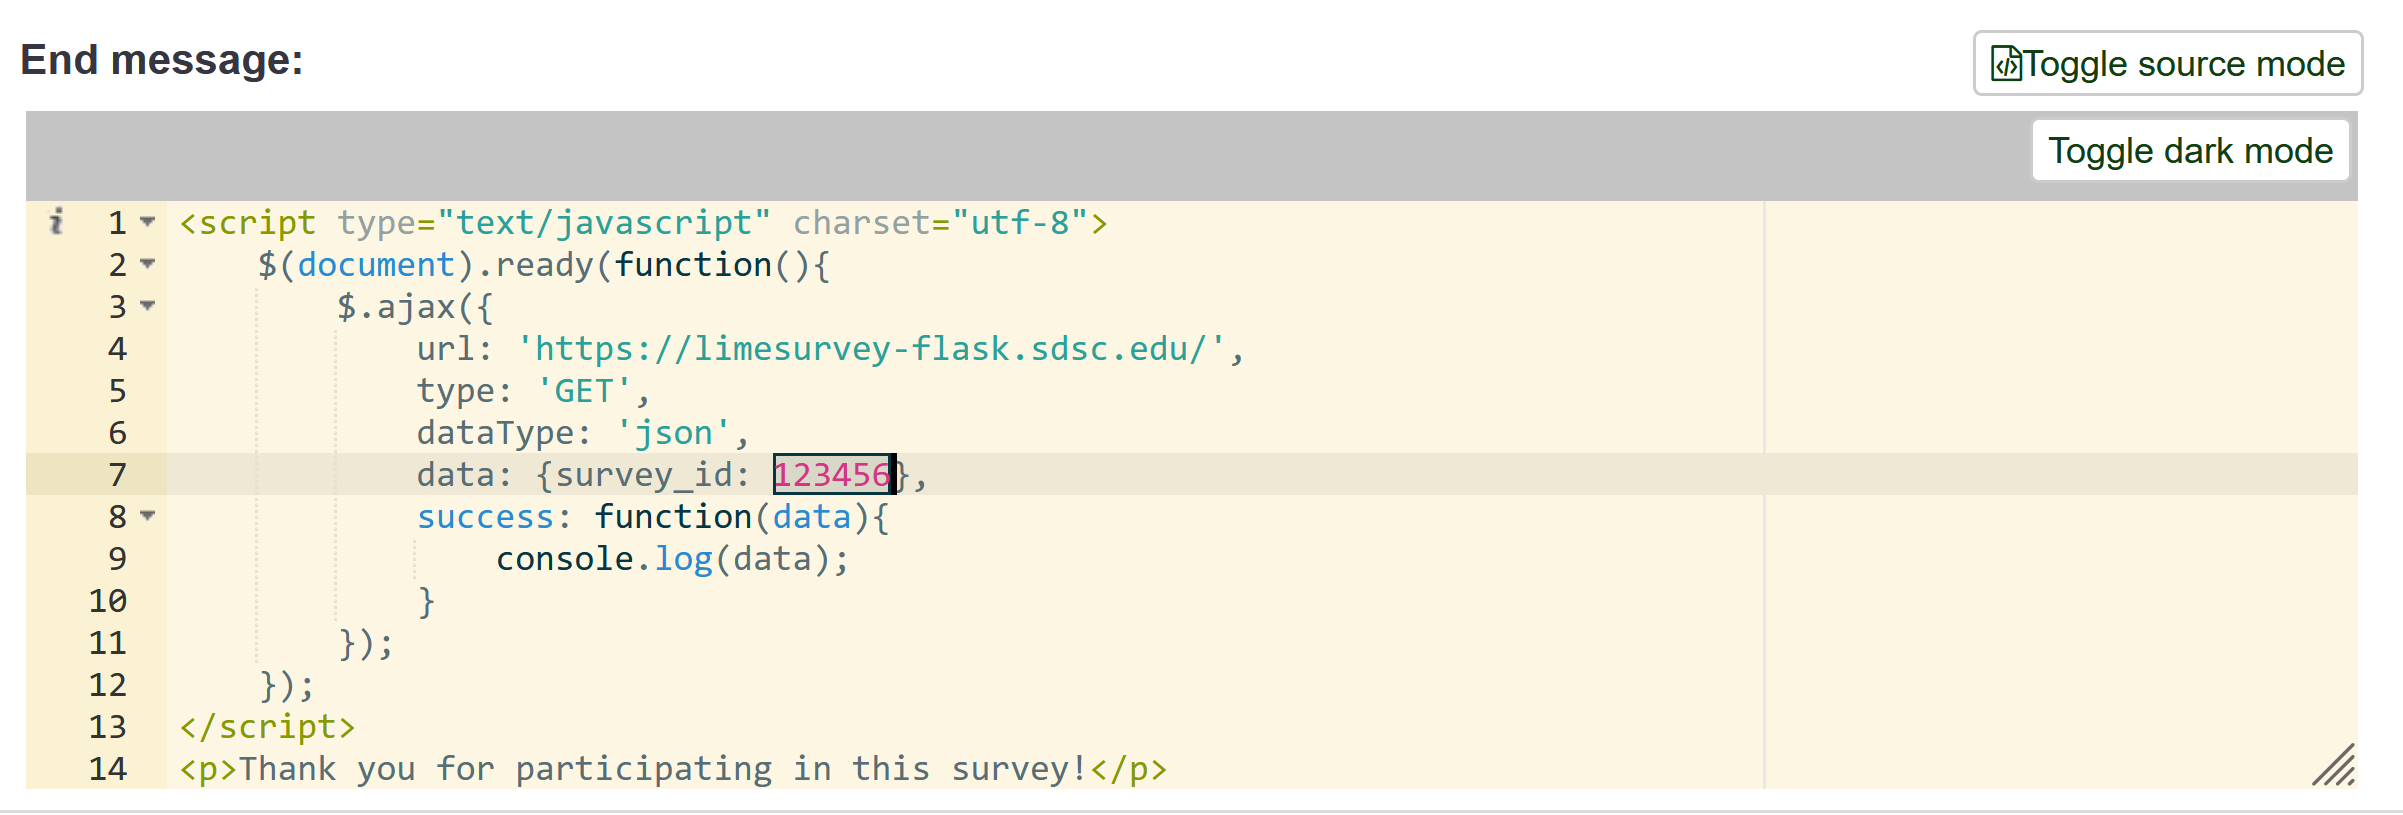 End message:
Toggle source mode
Toggle dark mode
1 <script type="text/javascript" charset="utf-8">
2     $(document).ready(function(){
3         $.ajax({
4             url: 'https://limesurvey-flask.sdsc.edu/',
5             type: 'GET',
6             dataType: 'json',
7             data: {survey_id: 123456},
8             success: function(data){
9                 console.log(data);
10             }
11         });
12     });
13 </script>
14 <p>Thank you for participating in this survey!</p>